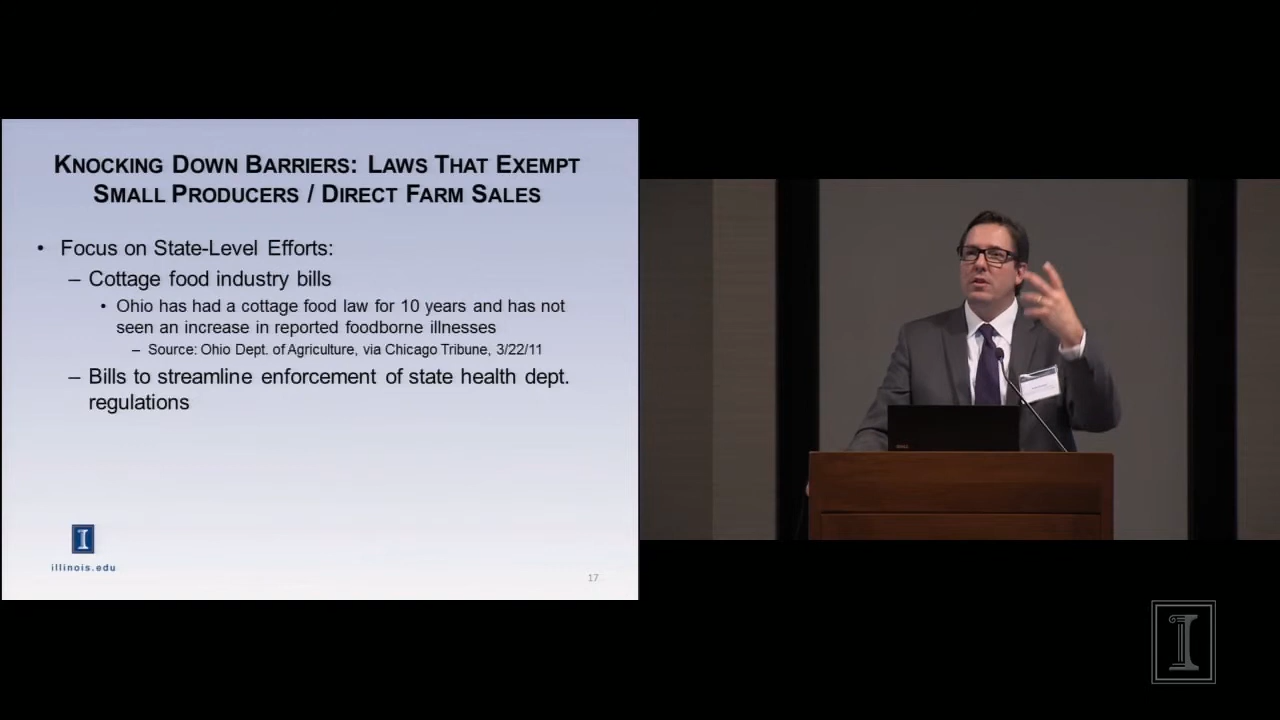 KNOCKING DOWN BARRIERS: LAWS THAT EXEMPT
SMALL PRODUCERS / DIRECT FARM SALES
• Focus on State-Level Efforts:
– Cottage food industry bills
• Ohio has had a cottage food law for 10 years and has not
seen an increase in reported foodborne illnesses
– Source: Ohio Dept. of Agriculture, via Chicago Tribune, 3/22/11
– Bills to streamline enforcement of state health dept.
regulations
I
illinois.edu
17
DELL
I